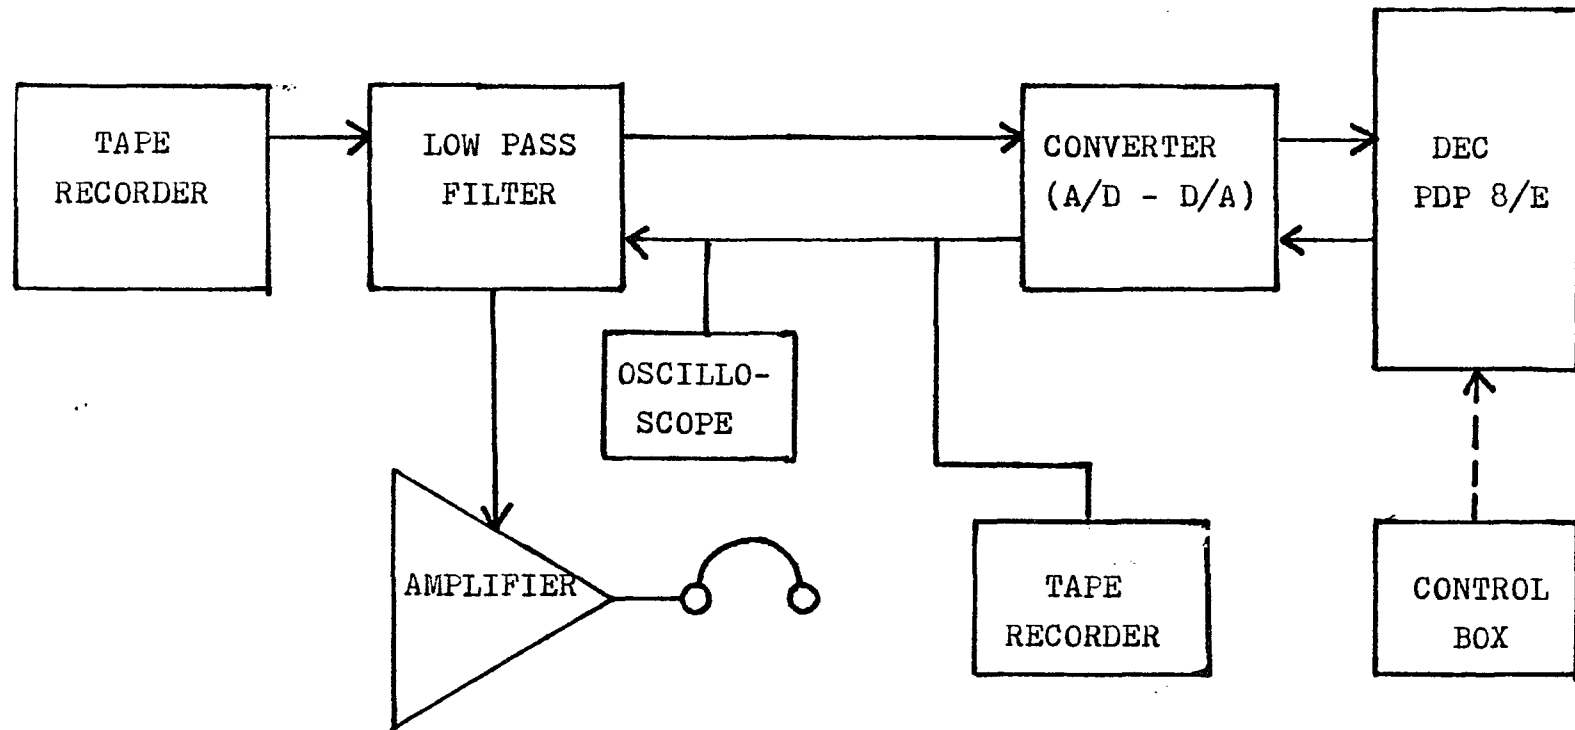 TAPE
RECORDER
LOW PASS
FILTER
CONVERTER
(A/D - D/A)
DEC
PDP 8/E
OSCILLO-
SCOPE
AMPLIFIER
TAPE
RECORDER
CONTROL
BOX